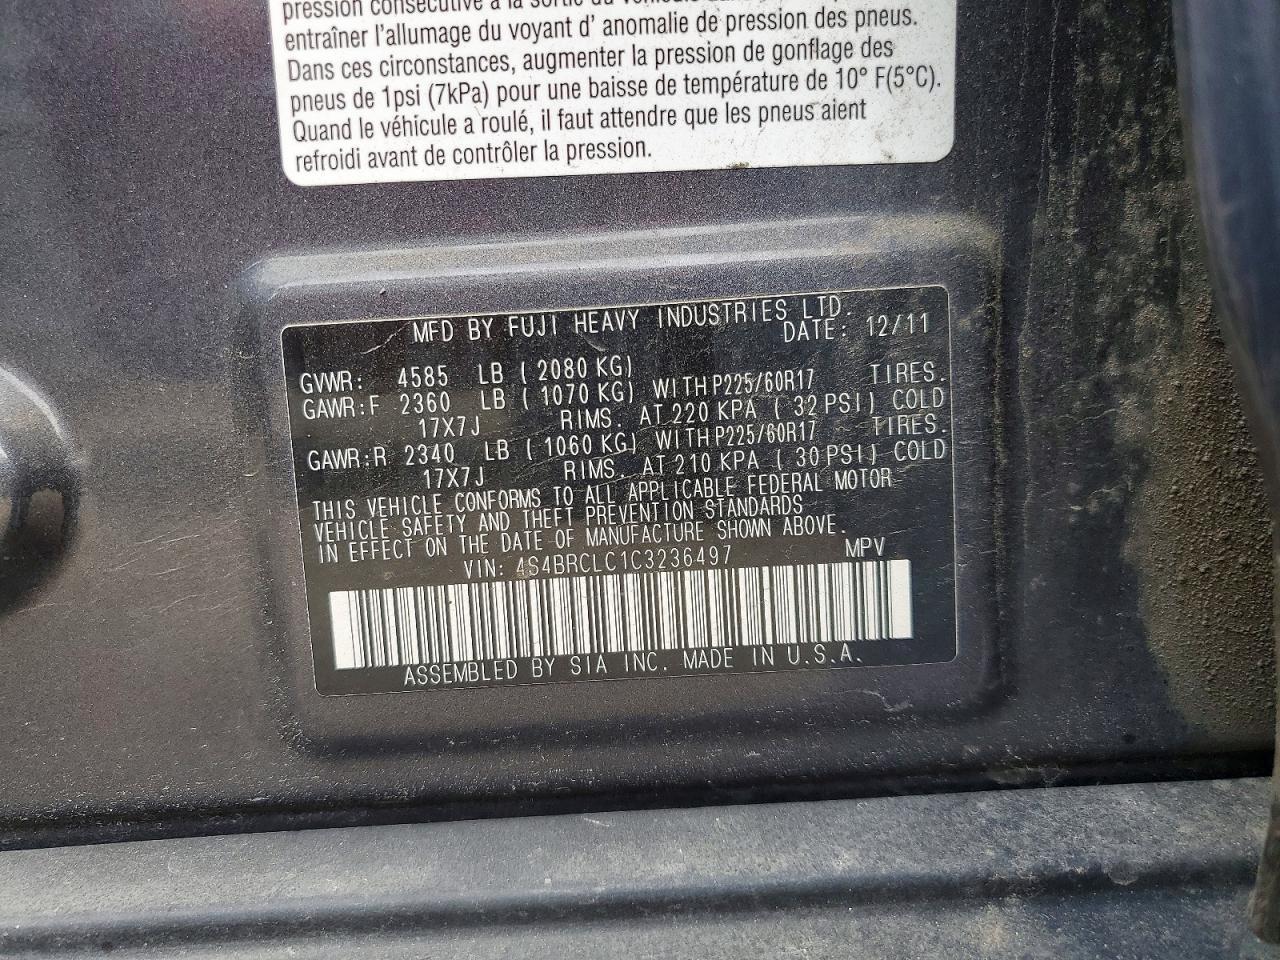 pression consécutive à la sortie du véhicule
entraîner l'allumage du voyant d' anomalie de pression des pneus.
Dans ces circonstances, augmenter la pression de gonflage des
pneus de 1psi (7kPa) pour une baisse de température de 10° F(5°C).
Quand le véhicule a roulé, il faut attendre que les pneus aient
refroidi avant de contrôler la pression.
MFD BY FUJI HEAVY INDUSTRIES LTD.
DATE: 12/11
GVWR: 4585 LB ( 2080 KG)
GAWR:F 2360 LB ( 1070 KG) WITH P225/60R17 TIRES.
17X7J RIMS. AT 220 KPA ( 32 PSI) COLD
GAWR:R 2340 LB ( 1060 KG) WITH P225/60R17 TIRES.
17X7J RIMS. AT 210 KPA ( 30 PSI) COLD
THIS VEHICLE CONFORMS TO ALL APPLICABLE FEDERAL MOTOR
VEHICLE SAFETY AND THEFT PREVENTION STANDARDS
IN EFFECT ON THE DATE OF MANUFACTURE SHOWN ABOVE.
VIN: 4S4BRCLC1C3236497 MPV
ASSEMBLED BY SIA INC. MADE IN U.S.A.